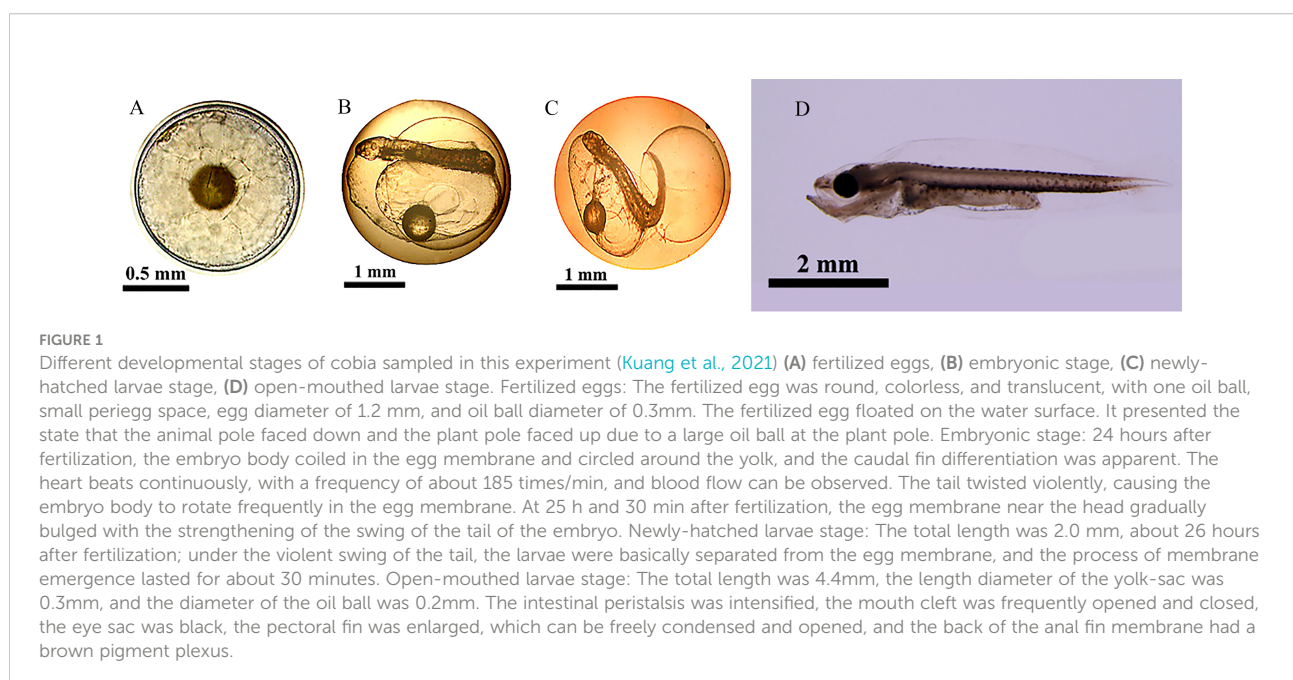 A
B
C
D
0.5 mm
1 mm
1 mm
2 mm
FIGURE 1
Different developmental stages of cobia sampled in this experiment (Kuang et al., 2021) (A) fertilized eggs, (B) embryonic stage, (C) newly-
hatched larvae stage, (D) open-mouthed larvae stage. Fertilized eggs: The fertilized egg was round, colorless, and translucent, with one oil ball,
small periegg space, egg diameter of 1.2 mm, and oil ball diameter of 0.3mm. The fertilized egg floated on the water surface. It presented the
state that the animal pole faced down and the plant pole faced up due to a large oil ball at the plant pole. Embryonic stage: 24 hours after
fertilization, the embryo body coiled in the egg membrane and circled around the yolk, and the caudal fin differentiation was apparent. The
heart beats continuously, with a frequency of about 185 times/min, and blood flow can be observed. The tail twisted violently, causing the
embryo body to rotate frequently in the egg membrane. At 25 h and 30 min after fertilization, the egg membrane near the head gradually
bulged with the strengthening of the swing of the tail of the embryo. Newly-hatched larvae stage: The total length was 2.0 mm, about 26 hours
after fertilization; under the violent swing of the tail, the larvae were basically separated from the egg membrane, and the process of membrane
emergence lasted for about 30 minutes. Open-mouthed larvae stage: The total length was 4.4mm, the length diameter of the yolk-sac was
0.3mm, and the diameter of the oil ball was 0.2mm. The intestinal peristalsis was intensified, the mouth cleft was frequently opened and closed,
the eye sac was black, the pectoral fin was enlarged, which can be freely condensed and opened, and the back of the anal fin membrane had a
brown pigment plexus.